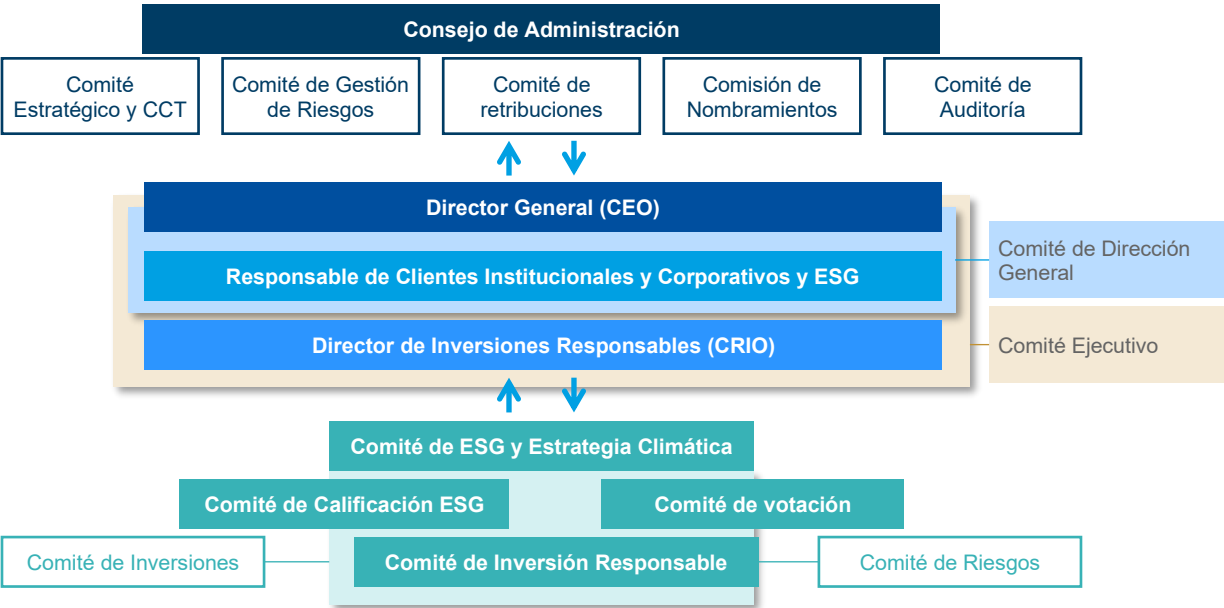 Consejo de Administración
Comité
Estratégico y CCT
Comité de Gestión
de Riesgos
Comité de
retribuciones
Comisión de
Nombramientos
Comité de
Auditoría
Director General (CEO)
Responsable de Clientes Institucionales y Corporativos y ESG
Comité de Dirección
General
Director de Inversiones Responsables (CRIO)
Comité Ejecutivo
Comité de ESG y Estrategia Climática
Comité de Calificación ESG
Comité de votación
Comité de Inversiones
Comité de Inversión Responsable
Comité de Riesgos